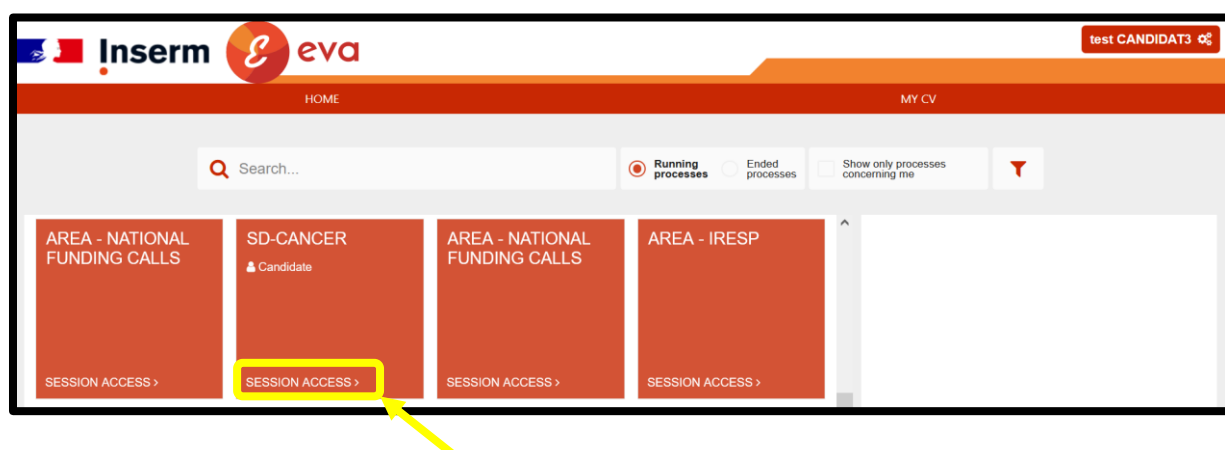 Inserm
eva
test CANDIDAT3
HOME
MY CV
Search...
Running
processes
Ended
processes
Show only processes
concerning me
AREA - NATIONAL
FUNDING CALLS
SESSION ACCESS >
SD-CANCER
Candidate
SESSION ACCESS >
AREA - NATIONAL
FUNDING CALLS
SESSION ACCESS >
AREA - IRESP
SESSION ACCESS >